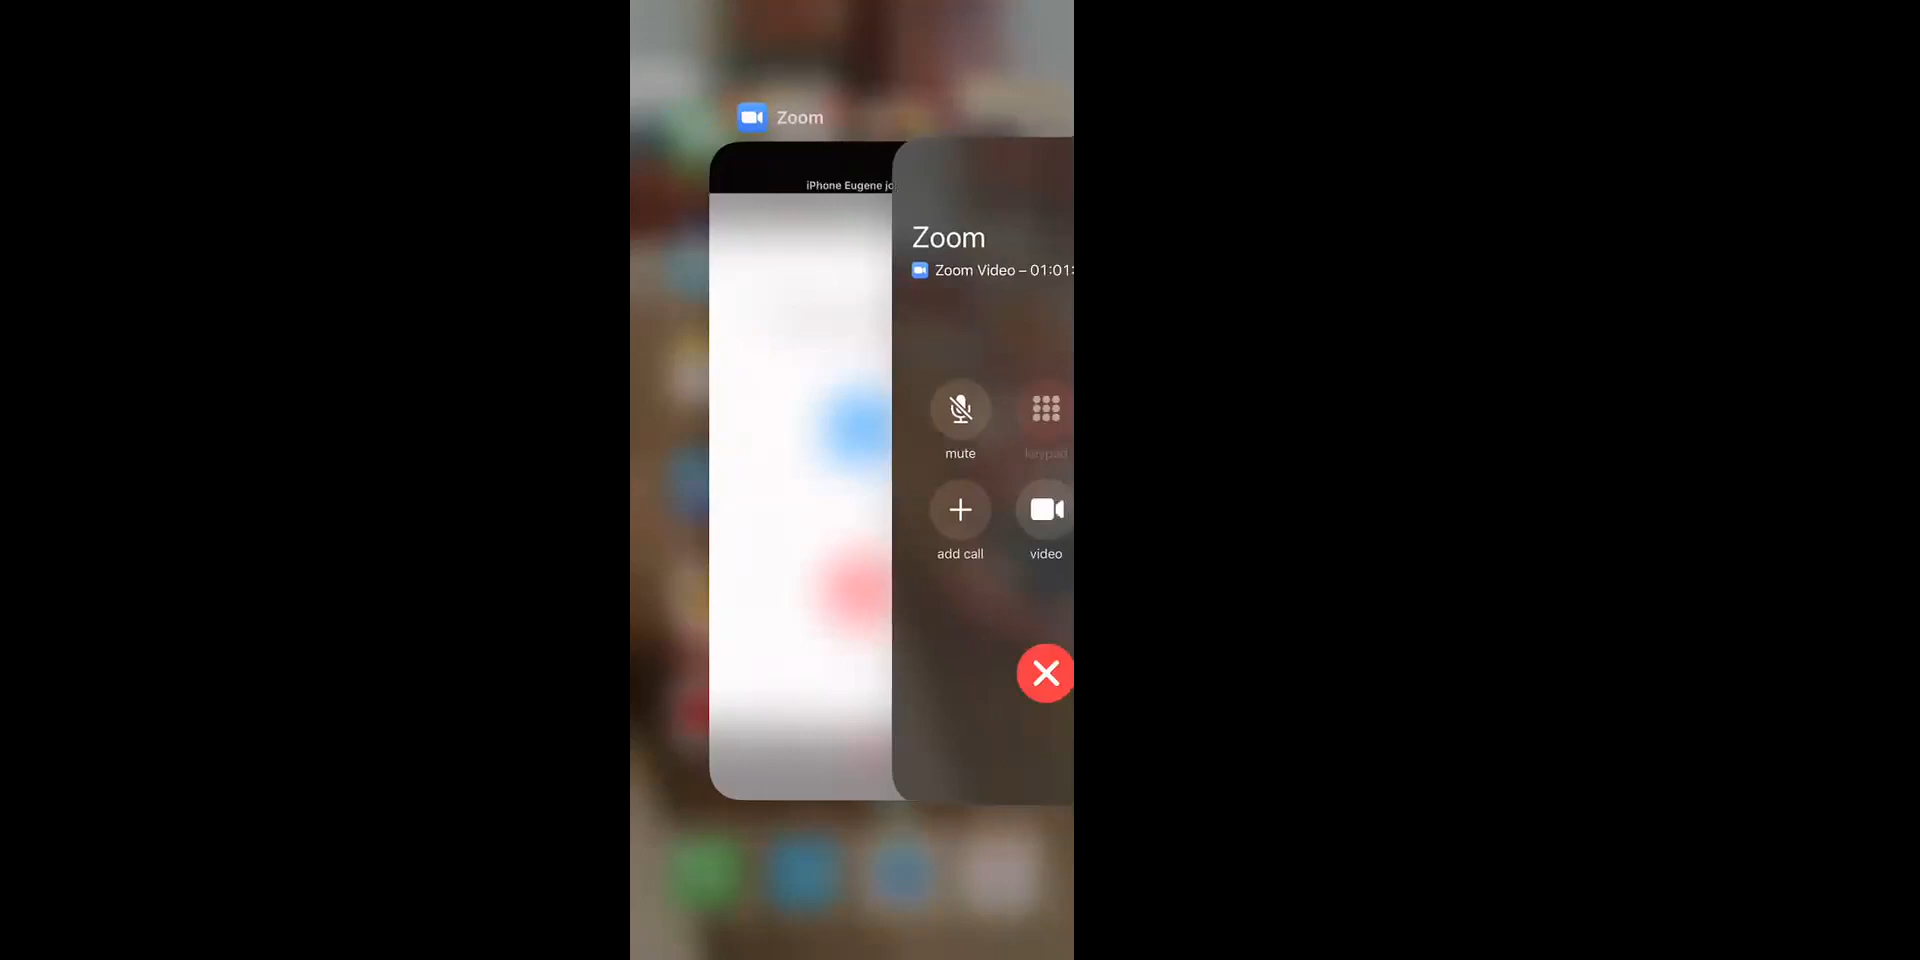 Zoom
iPhone Eugene jo
Zoom
Zoom Video – 01:01:
mute
keypad
add call
video